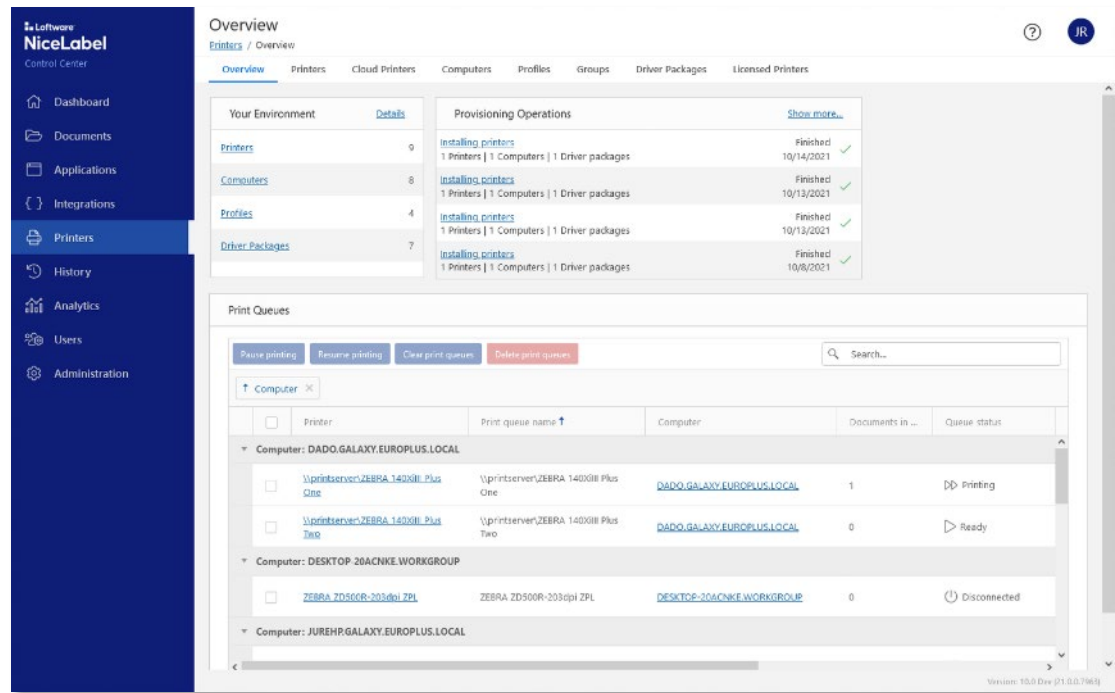 Loftware
NiceLabel
Control Center
Dashboard
Documents
Applications
Integrations
Printers
History
Analytics
Users
Administration
Overview
Printers / Overview
JR
Overview Printers Cloud Printers Computers Profiles Groups Driver Packages Licensed Printers
Your Environment Details
Printers 9
Computers 8
Profiles 4
Driver Packages 7
Provisioning Operations Show more...
Installing printers Finished
1 Printers | 1 Computers | 1 Driver packages 10/14/2021
Installing printers Finished
1 Printers | 1 Computers | 1 Driver packages 10/13/2021
Installing printers Finished
1 Printers | 1 Computers | 1 Driver packages 10/13/2021
Installing printers Finished
1 Printers | 1 Computers | 1 Driver packages 10/8/2021
Print Queues
Pause printing Resume printing Clear print queues Delete print queues Search...
↑ Computer ×
Printer Print queue name ↑ Computer Documents in ... Queue status
Computer: DADO.GALAXY.EUROPLUS.LOCAL
\\printserver\ZEBRA 140XiIII Plus \\printserver\ZEBRA 140XiIII Plus DADO.GALAXY.EUROPLUS.LOCAL 1 Printing
One One
\\printserver\ZEBRA 140XiIII Plus \\printserver\ZEBRA 140XiIII Plus DADO.GALAXY.EUROPLUS.LOCAL 0 Ready
Two Two
Computer: DESKTOP-20ACNKE.WORKGROUP
ZEBRA ZD500R-203dpi ZPL ZEBRA ZD500R-203dpi ZPL DESKTOP-20ACNKE.WORKGROUP 0 Disconnected
Computer: JUREHP.GALAXY.EUROPLUS.LOCAL
Version: 10.0 Dev (21.0.0.7963)